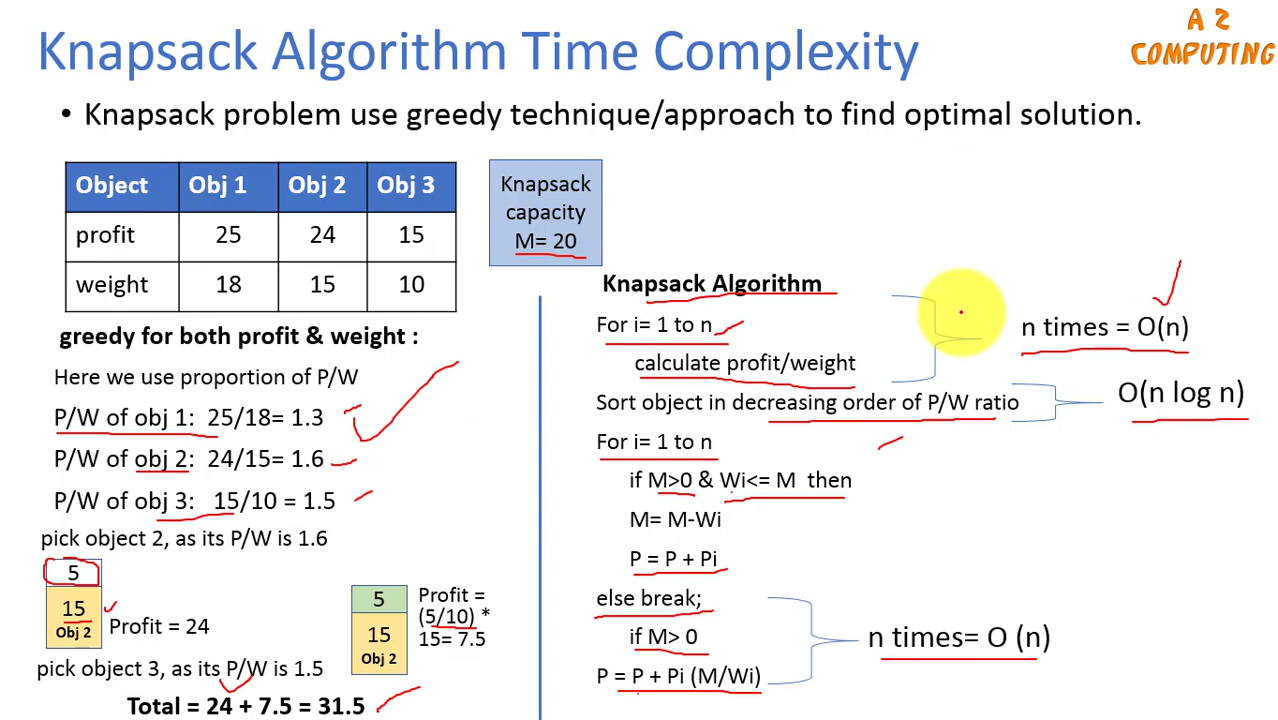 A 2
COMPUTING
Knapsack Algorithm Time Complexity
• Knapsack problem use greedy technique/approach to find optimal solution.
Object Obj 1 Obj 2 Obj 3
profit 25 24 15
weight 18 15 10
Knapsack
capacity
M= 20
greedy for both profit & weight :
Here we use proportion of P/W
P/W of obj 1: 25/18= 1.3
P/W of obj 2: 24/15= 1.6
P/W of obj 3: 15/10 = 1.5
pick object 2, as its P/W is 1.6
5
15
Obj 2
Profit = 24
pick object 3, as its P/W is 1.5
5
15
Obj 2
Profit =
(5/10) *
15= 7.5
Total = 24 + 7.5 = 31.5
Knapsack Algorithm
For i= 1 to n
calculate profit/weight
n times = O(n)
Sort object in decreasing order of P/W ratio
O(n log n)
For i= 1 to n
if M>0 & Wi<= M then
M= M-Wi
P = P + Pi
else break;
if M> 0
P = P + Pi (M/Wi)
n times= O (n)